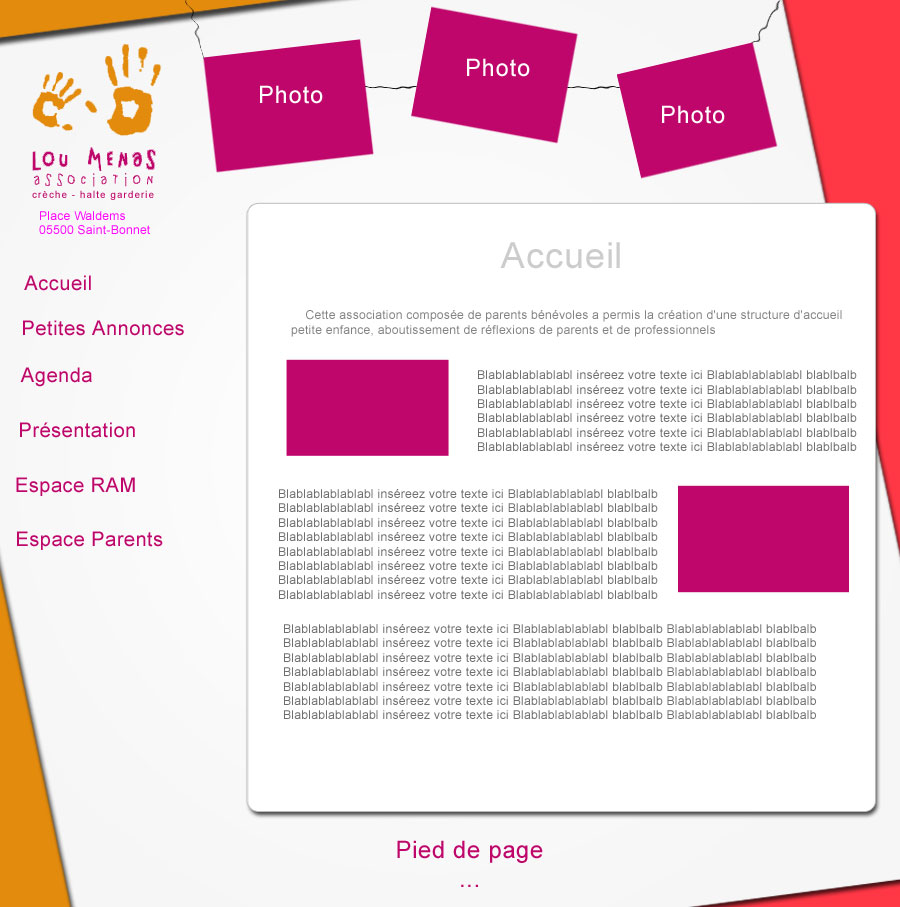 Photo
Photo
Photo
LOU MENAS
ASSOCIATION
crèche - halte garderie
Place Waldems
05500 Saint-Bonnet
Accueil
Petites Annonces
Agenda
Présentation
Espace RAM
Espace Parents
Accueil
Cette association composée de parents bénévoles a permis la création d'une structure d'accueil
petite enfance, aboutissement de réflexions de parents et de professionnels
Blablablablablabl inséreez votre texte ici Blablablablablabl blablbalb
Blablablablablabl inséreez votre texte ici Blablablablablabl blablbalb
Blablablablablabl inséreez votre texte ici Blablablablablabl blablbalb
Blablablablablabl inséreez votre texte ici Blablablablablabl blablbalb
Blablablablablabl inséreez votre texte ici Blablablablablabl blablbalb
Blablablablablabl inséreez votre texte ici Blablablablablabl blablbalb
Blablablablablabl inséreez votre texte ici Blablablablablabl blablbalb
Blablablablablabl inséreez votre texte ici Blablablablablabl blablbalb
Blablablablablabl inséreez votre texte ici Blablablablablabl blablbalb
Blablablablablabl inséreez votre texte ici Blablablablablabl blablbalb
Blablablablablabl inséreez votre texte ici Blablablablablabl blablbalb
Blablablablablabl inséreez votre texte ici Blablablablablabl blablbalb
Blablablablablabl inséreez votre texte ici Blablablablablabl blablbalb
Blablablablablabl inséreez votre texte ici Blablablablablabl blablbalb
Blablablablablabl inséreez votre texte ici Blablablablablabl blablbalb Blablablablablabl blablbalb
Blablablablablabl inséreez votre texte ici Blablablablablabl blablbalb Blablablablablabl blablbalb
Blablablablablabl inséreez votre texte ici Blablablablablabl blablbalb Blablablablablabl blablbalb
Blablablablablabl inséreez votre texte ici Blablablablablabl blablbalb Blablablablablabl blablbalb
Blablablablablabl inséreez votre texte ici Blablablablablabl blablbalb Blablablablablabl blablbalb
Blablablablablabl inséreez votre texte ici Blablablablablabl blablbalb Blablablablablabl blablbalb
Blablablablablabl inséreez votre texte ici Blablablablablabl blablbalb Blablablablablabl blablbalb
Pied de page
...